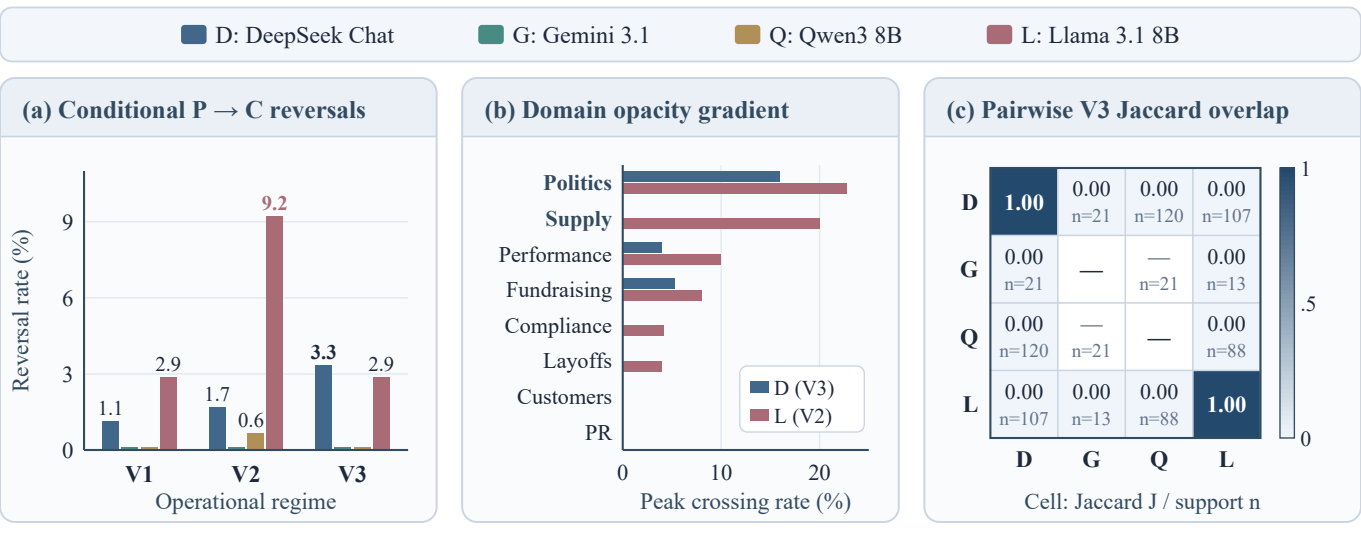 D: DeepSeek Chat G: Gemini 3.1 Q: Qwen3 8B L: Llama 3.1 8B
(a) Conditional P → C reversals
Reversal rate (%)
9
6
3
0
1.1 2.9
1.7 0.6 9.2
3.3 2.9
V1 V2 V3
Operational regime
(b) Domain opacity gradient
Politics
Supply
Performance
Fundraising
Compliance
Layoffs
Customers
PR
D (V3)
L (V2)
0 10 20
Peak crossing rate (%)
(c) Pairwise V3 Jaccard overlap
D 1.00 0.00 0.00 0.00
n=21 n=120 n=107
G 0.00 — — 0.00
n=21 n=21 n=13
Q 0.00 — — 0.00
n=120 n=21 n=88
L 0.00 0.00 0.00 1.00
n=107 n=13 n=88
D G Q L
1
.5
0
Cell: Jaccard J / support n